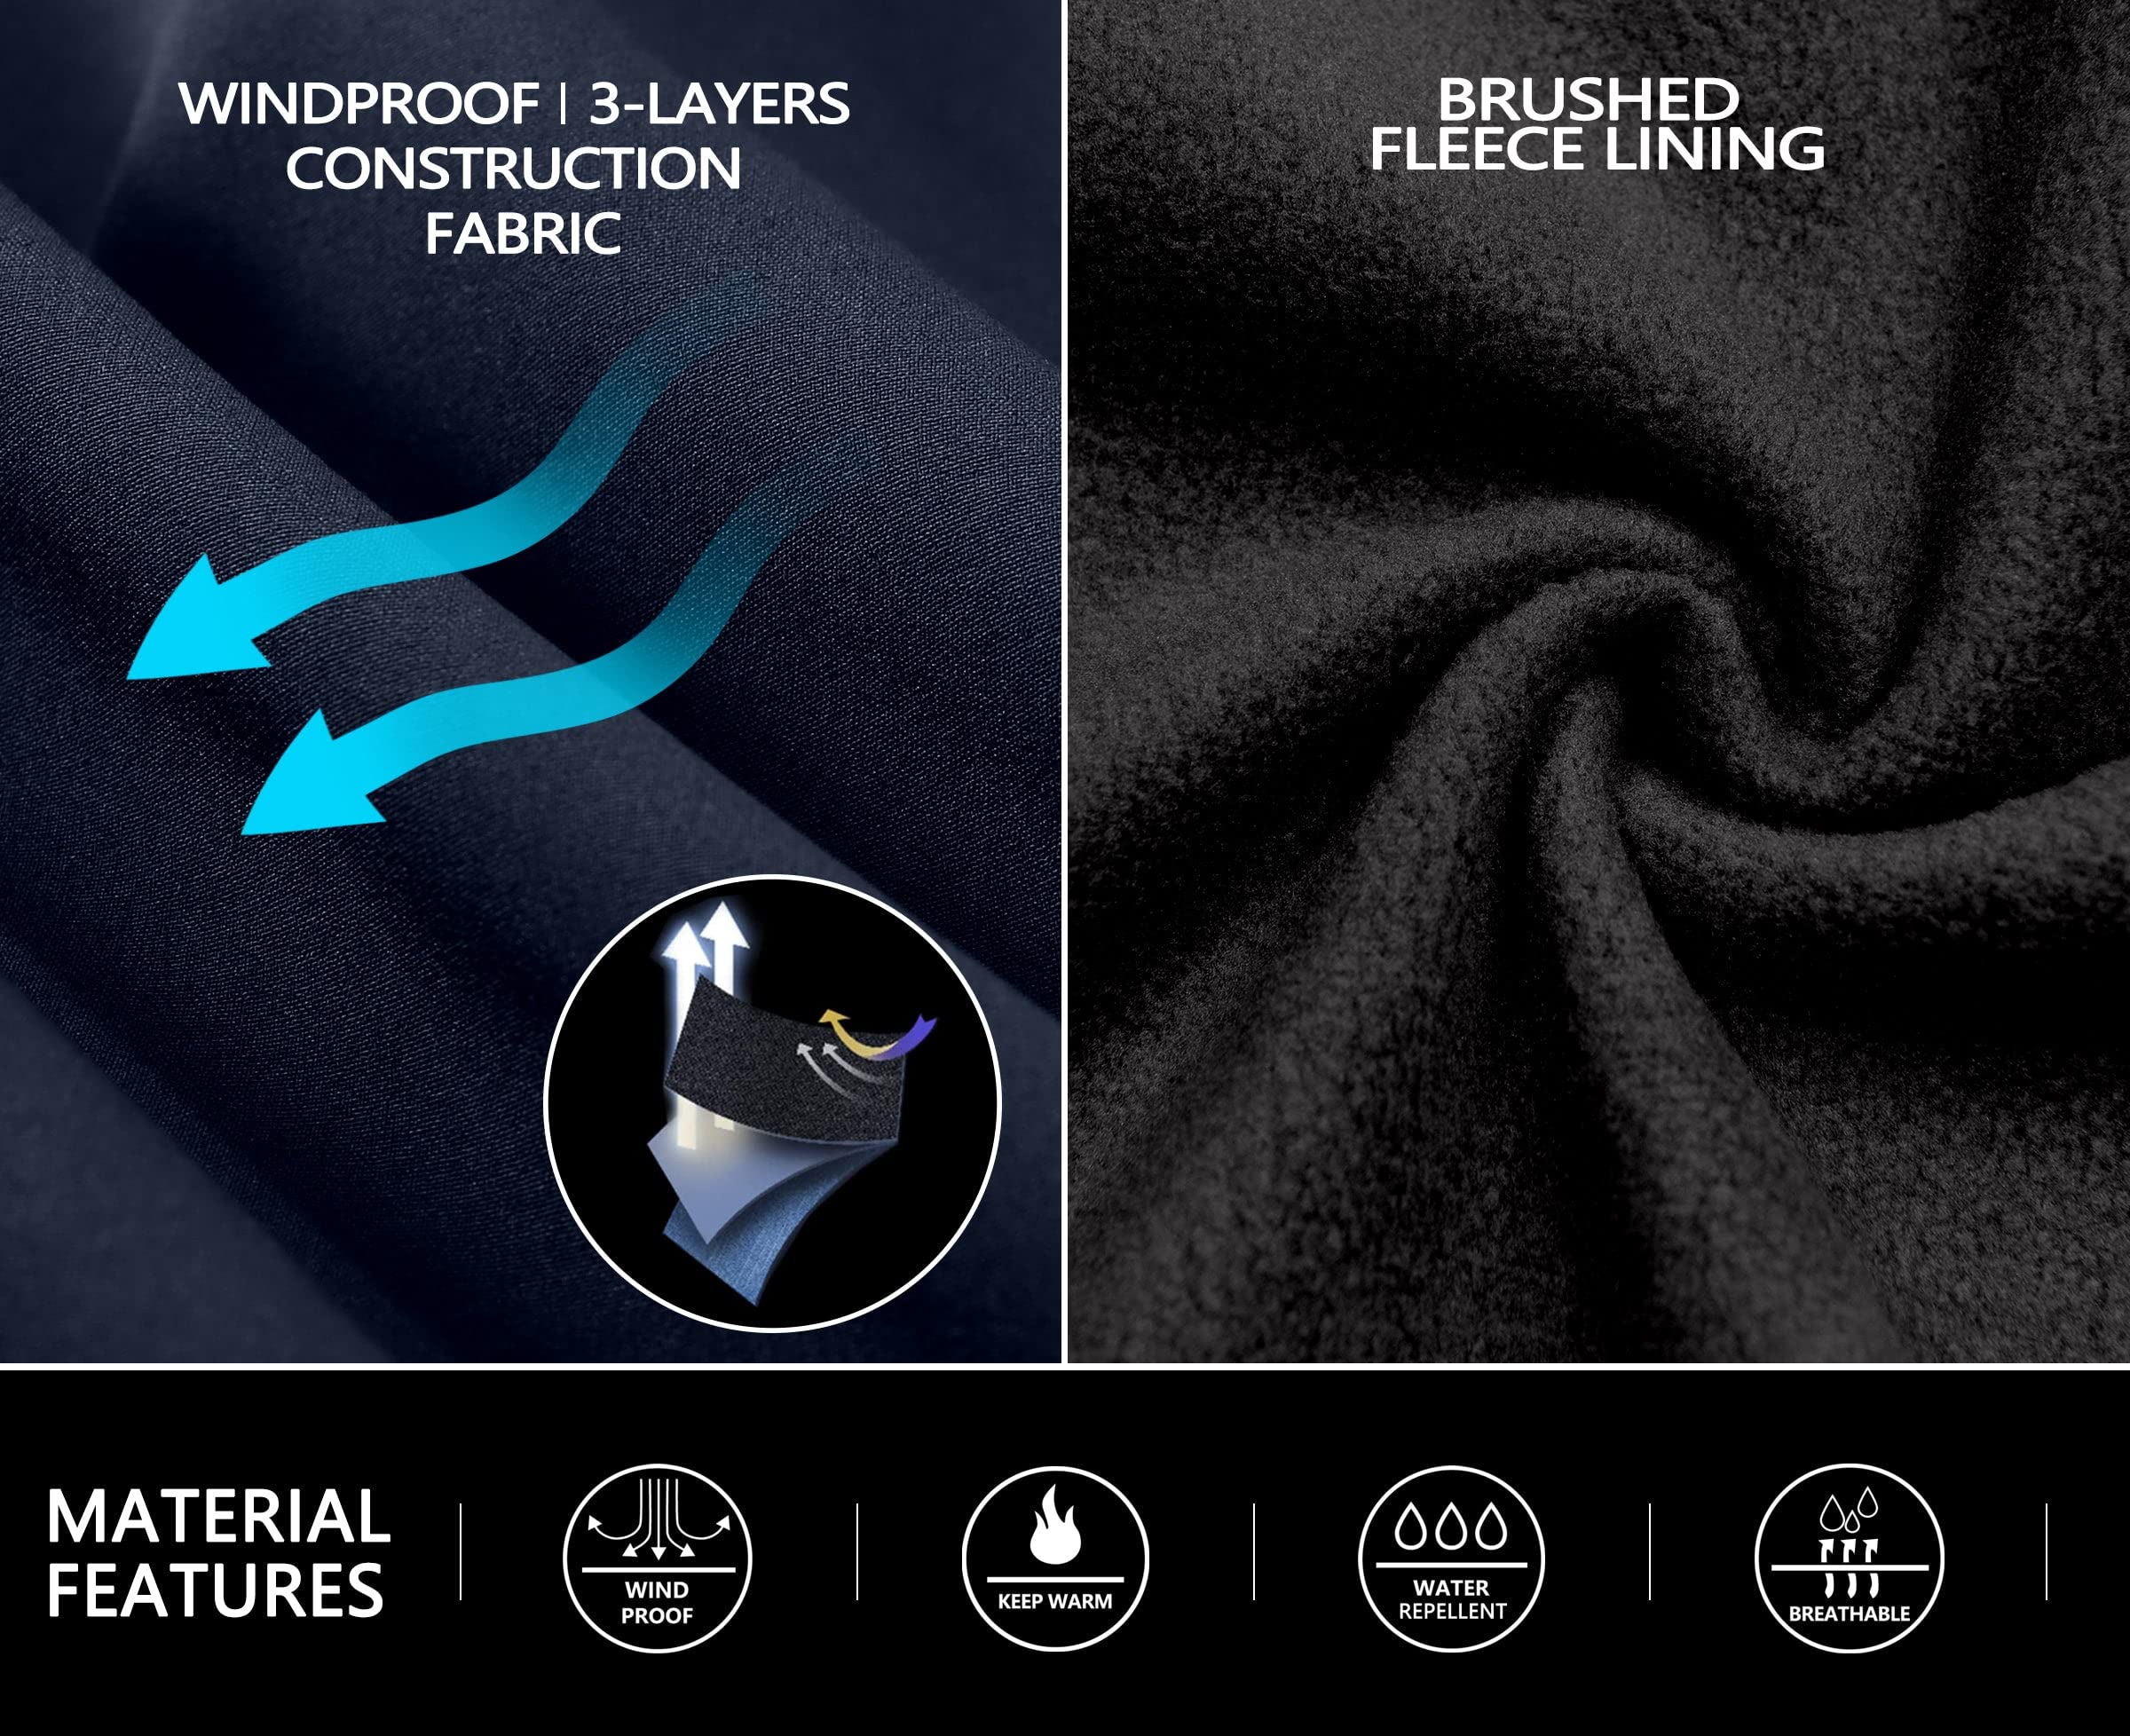 WINDPROOF | 3-LAYERS
CONSTRUCTION
FABRIC
BRUSHED
FLEECE LINING
MATERIAL
FEATURES
WIND
PROOF
KEEP WARM
WATER
REPELLENT
BREATHABLE